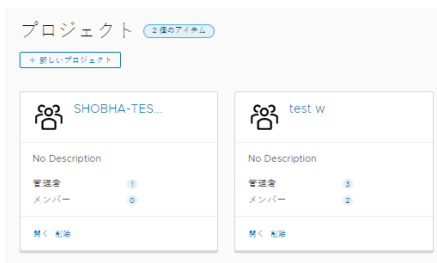 プロジェクト 2 個のアイテム
+ 新しいプロジェクト
SHOBHA-TES...
No Description
管理者 1
メンバー 0
開く 削除
test w
No Description
管理者 3
メンバー 2
開く 削除